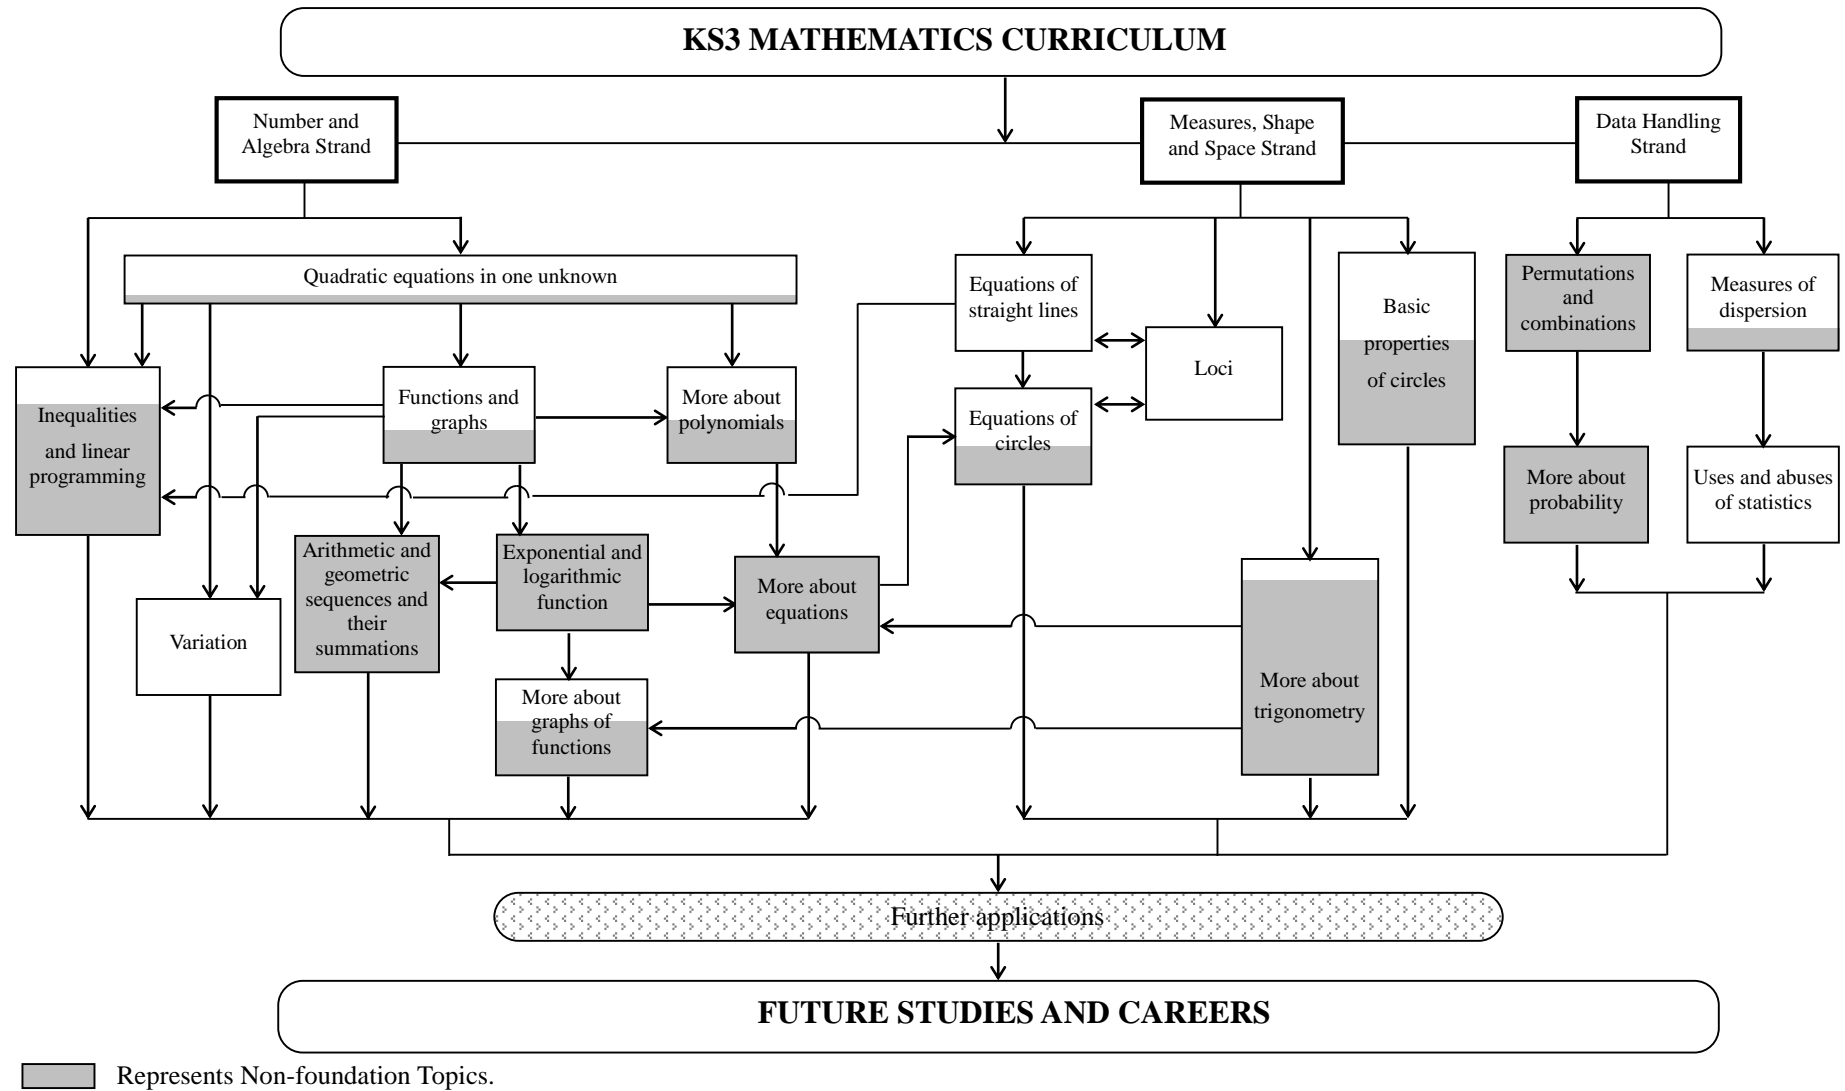 KS3 MATHEMATICS CURRICULUM
Number and
Algebra Strand
Measures, Shape
and Space Strand
Data Handling
Strand
Quadratic equations in one unknown
Equations of
straight lines
Loci
Basic
properties
of circles
Permutations
and
combinations
Measures of
dispersion
Inequalities
and linear
programming
Functions and
graphs
More about
polynomials
Equations of
circles
More about
probability
Uses and abuses
of statistics
Arithmetic and
geometric
sequences and
their
summations
Exponential and
logarithmic
function
More about
equations
Variation
More about
graphs of
functions
More about
trigonometry
Further applications
FUTURE STUDIES AND CAREERS
Represents Non-foundation Topics.